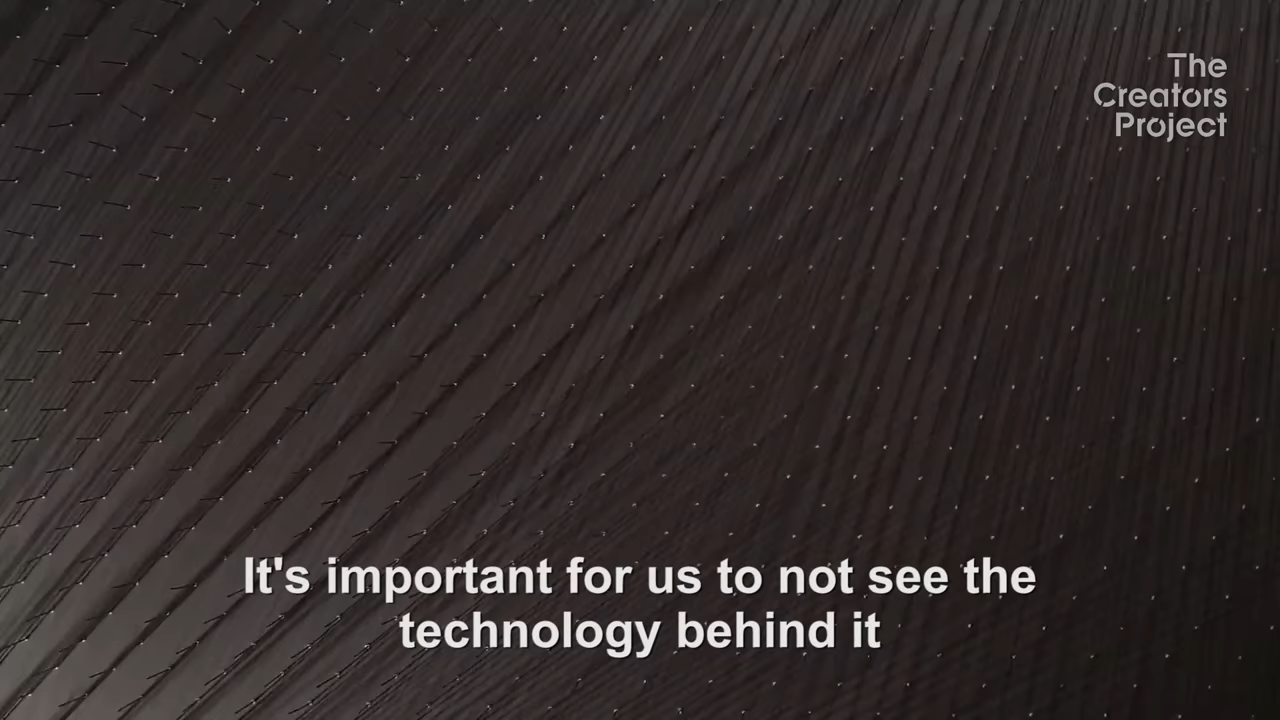 The
Creators
Project
It's important for us to not see the
technology behind it